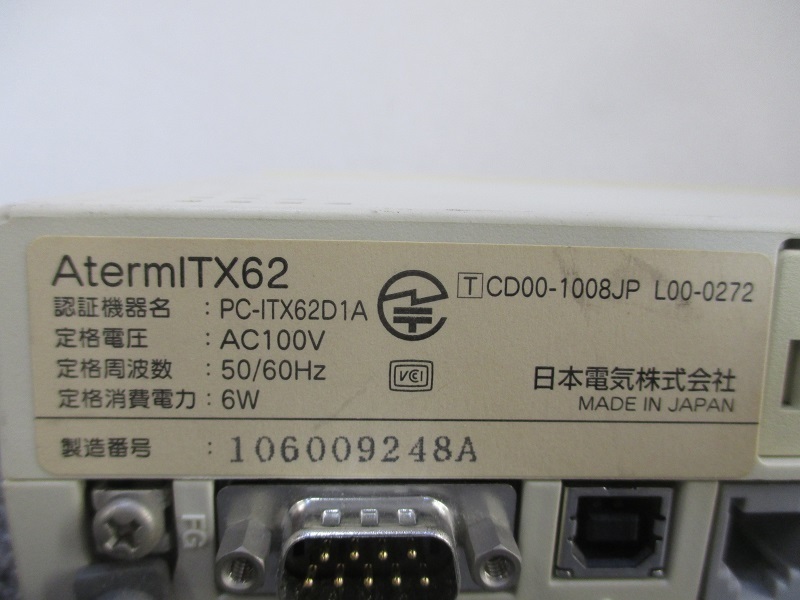 AtermITX62
認証機器名 : PC-ITX62D1A
定格電圧 : AC100V
定格周波数 : 50/60Hz
定格消費電力 : 6W
T CD00-1008JP L00-0272
VCI
日本電気株式会社
MADE IN JAPAN
製造番号 : 106009248A
FG